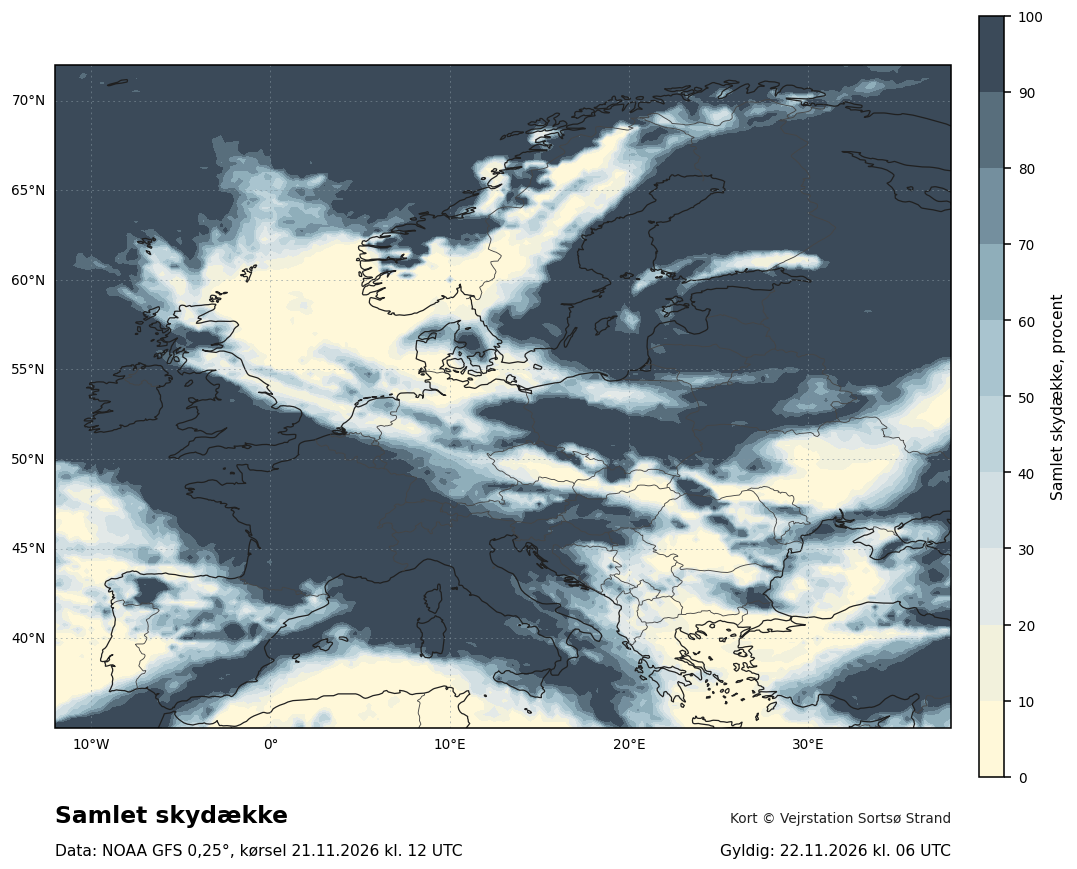 100
90
80
70
60
50
40
30
20
10
0
Samlet skydække, procent
70°N
65°N
60°N
55°N
50°N
45°N
40°N
10°W
0°
10°E
20°E
30°E
Samlet skydække
Kort © Vejrstation Sortsø Strand
Data: NOAA GFS 0,25°, kørsel 21.11.2026 kl. 12 UTC
Gyldig: 22.11.2026 kl. 06 UTC